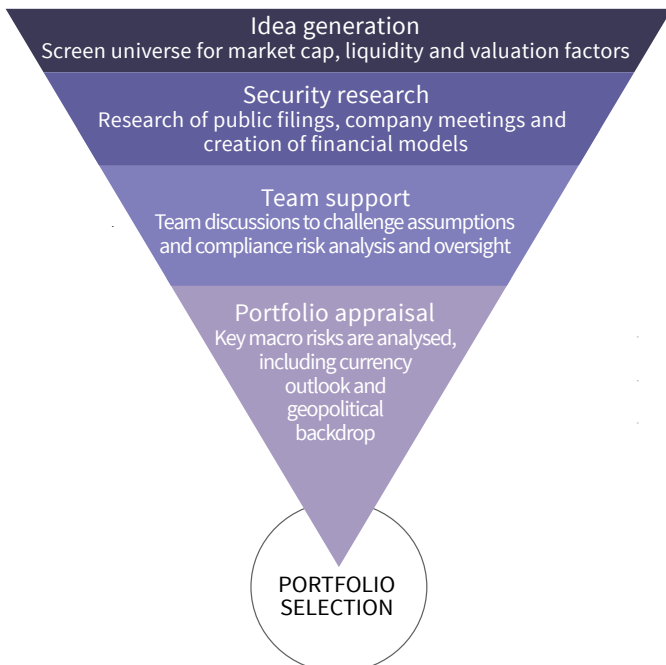 Idea generation
Screen universe for market cap, liquidity and valuation factors
Security research
Research of public filings, company meetings and
creation of financial models
Team support
Team discussions to challenge assumptions
and compliance risk analysis and oversight
Portfolio appraisal
Key macro risks are analysed,
including currency
outlook and
geopolitical
backdrop
PORTFOLIO
SELECTION